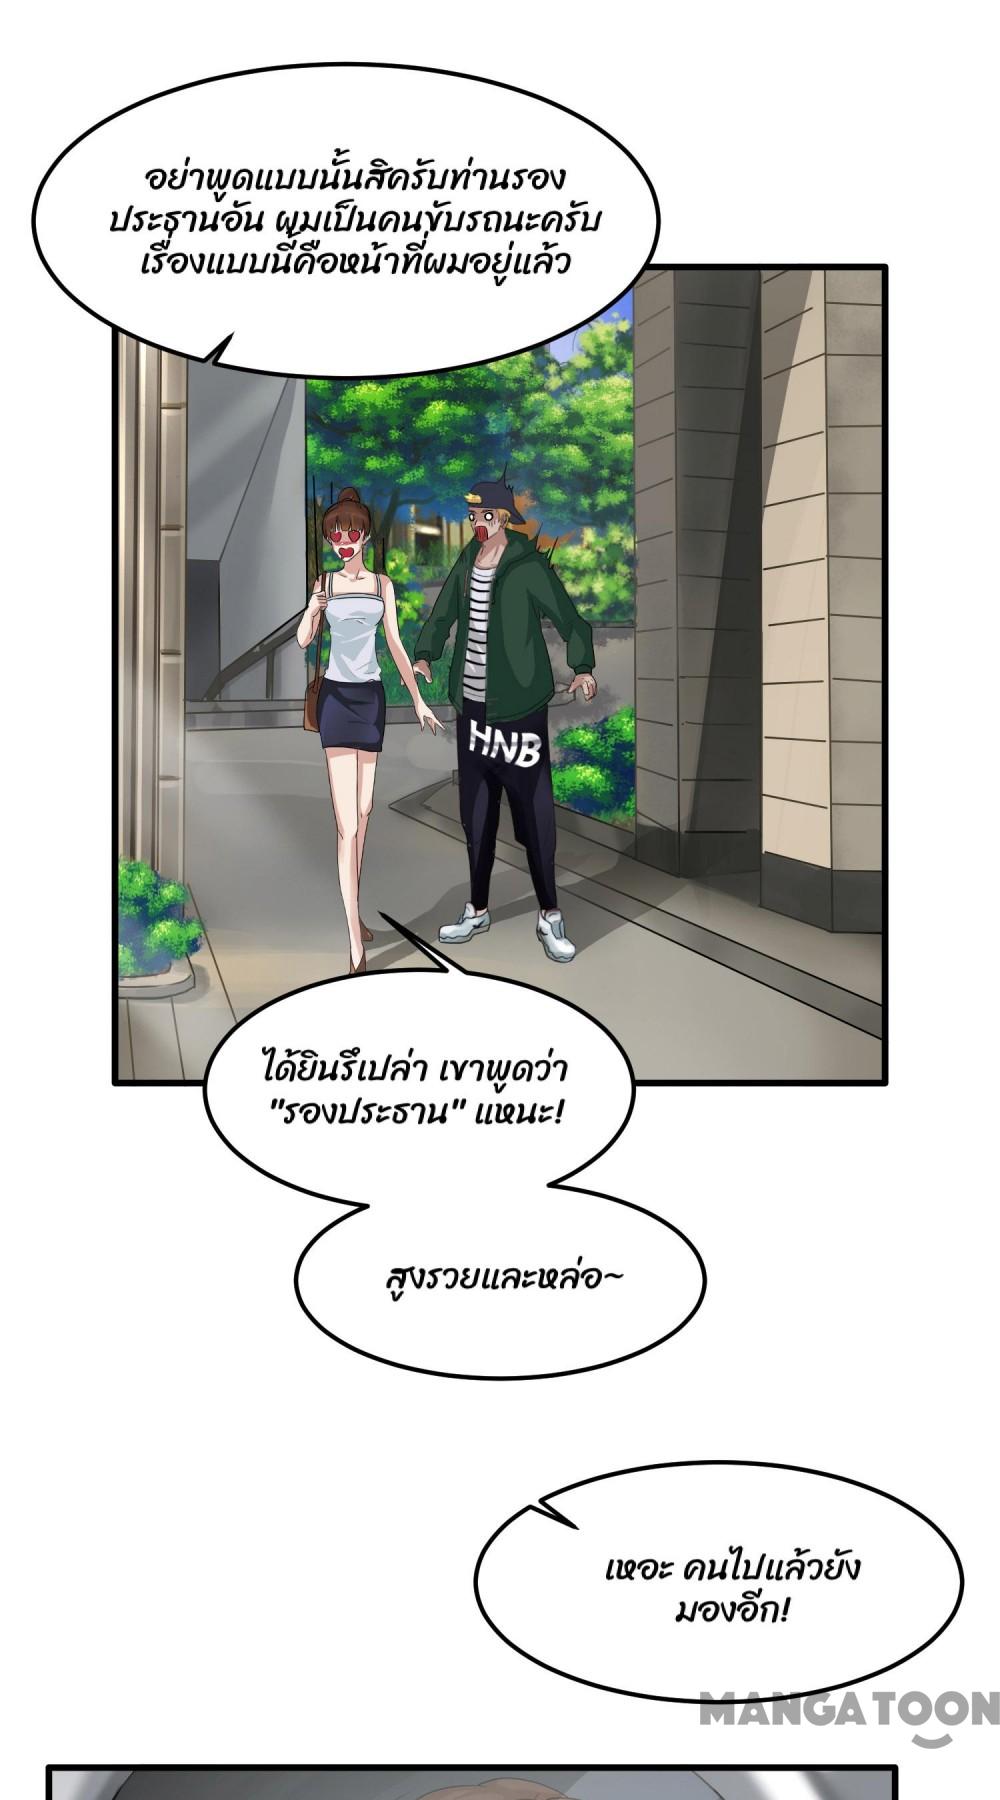 อย่าพูดแบบนั้นสิครับท่านรอง
ประธานอัน ผมเป็นคนขับรถนะครับ
เรื่องแบบนี้คือหน้าที่ผมอยู่แล้ว
HNB
ได้ยินรึเปล่า เขาพูดว่า
"รองประธาน" แหนะ!
สูงรวยและหล่อ~
เหอะ คนไปแล้วยัง
มองอีก!
MANGATOON